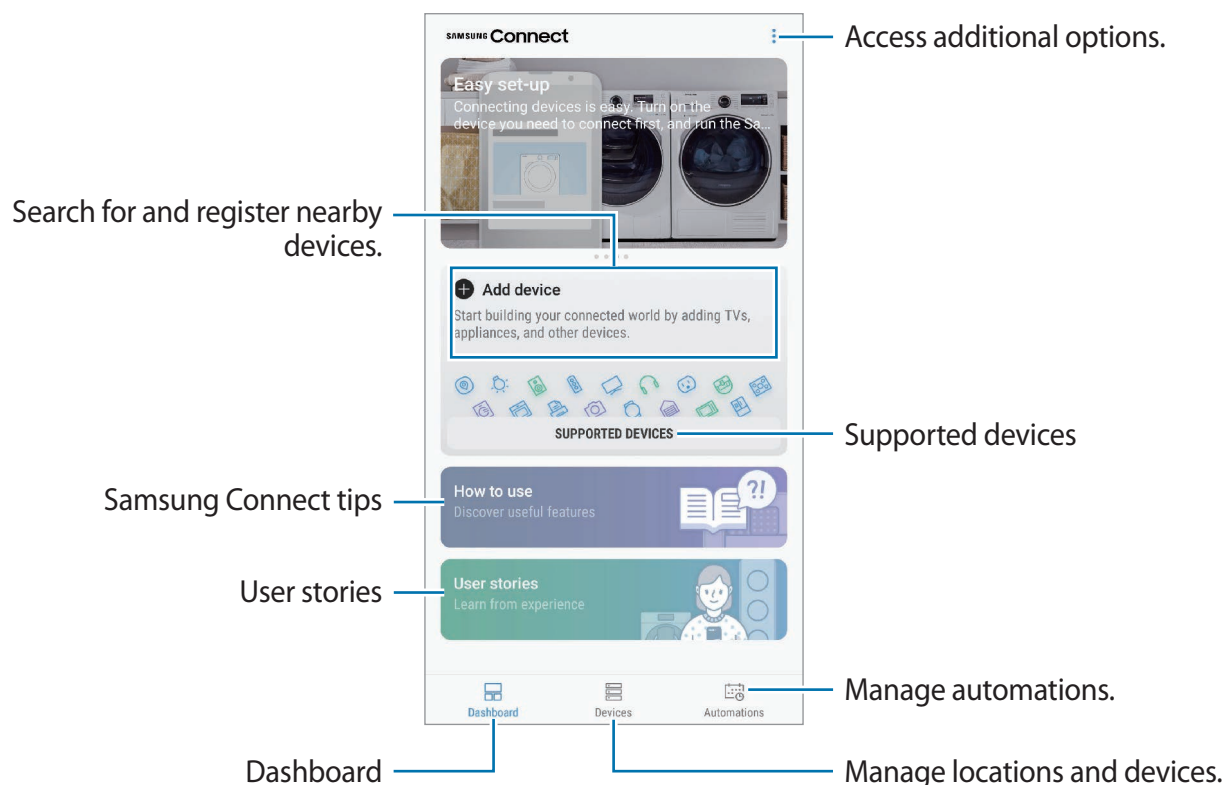 SAMSUNG Connect
Access additional options.
Easy set-up
Connecting devices is easy. Turn on the
device you need to connect first, and run the Sa...
Search for and register nearby
devices.
Add device
Start building your connected world by adding TVs,
appliances, and other devices.
SUPPORTED DEVICES
Supported devices
Samsung Connect tips
How to use
Discover useful features
?!
User stories
User stories
Learn from experience
Manage automations.
Dashboard
Devices
Automations
Dashboard
Manage locations and devices.